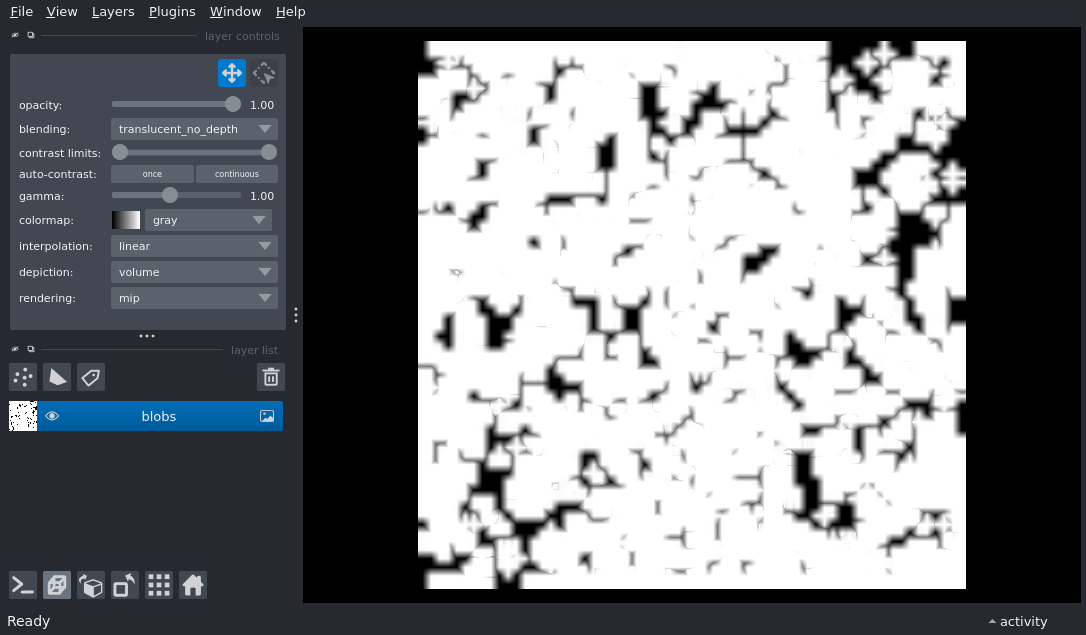 File View Layers Plugins Window Help
layer controls
opacity: 1.00
blending: translucent_no_depth
contrast limits:
auto-contrast: once continuous
gamma: 1.00
colormap: gray
interpolation: linear
depiction: volume
rendering: mip
layer list
blobs
Ready activity